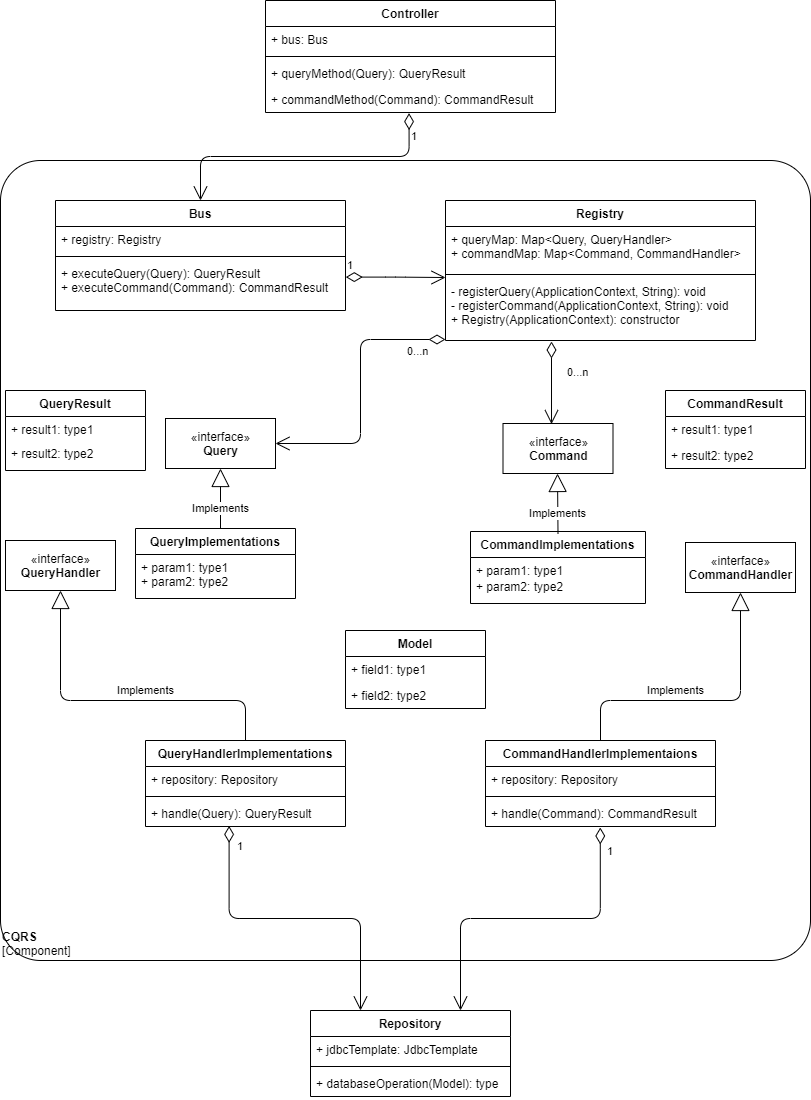 Controller
+ bus: Bus
+ queryMethod(Query): QueryResult
+ commandMethod(Command): CommandResult
1
Bus
+ registry: Registry
+ executeQuery(Query): QueryResult
+ executeCommand(Command): CommandResult
1
Registry
+ queryMap: Map<Query, QueryHandler>
+ commandMap: Map<Command, CommandHandler>
- registerQuery(ApplicationContext, String): void
- registerCommand(ApplicationContext, String): void
+ Registry(ApplicationContext): constructor
0...n
0...n
QueryResult
+ result1: type1
+ result2: type2
«interface»
Query
«interface»
Command
CommandResult
+ result1: type1
+ result2: type2
Implements
Implements
«interface»
QueryHandler
QueryImplementations
+ param1: type1
+ param2: type2
CommandImplementations
+ param1: type1
+ param2: type2
«interface»
CommandHandler
Model
+ field1: type1
+ field2: type2
Implements
Implements
QueryHandlerImplementations
+ repository: Repository
+ handle(Query): QueryResult
1
CommandHandlerImplementaions
+ repository: Repository
+ handle(Command): CommandResult
1
CQRS
[Component]
Repository
+ jdbcTemplate: JdbcTemplate
+ databaseOperation(Model): type